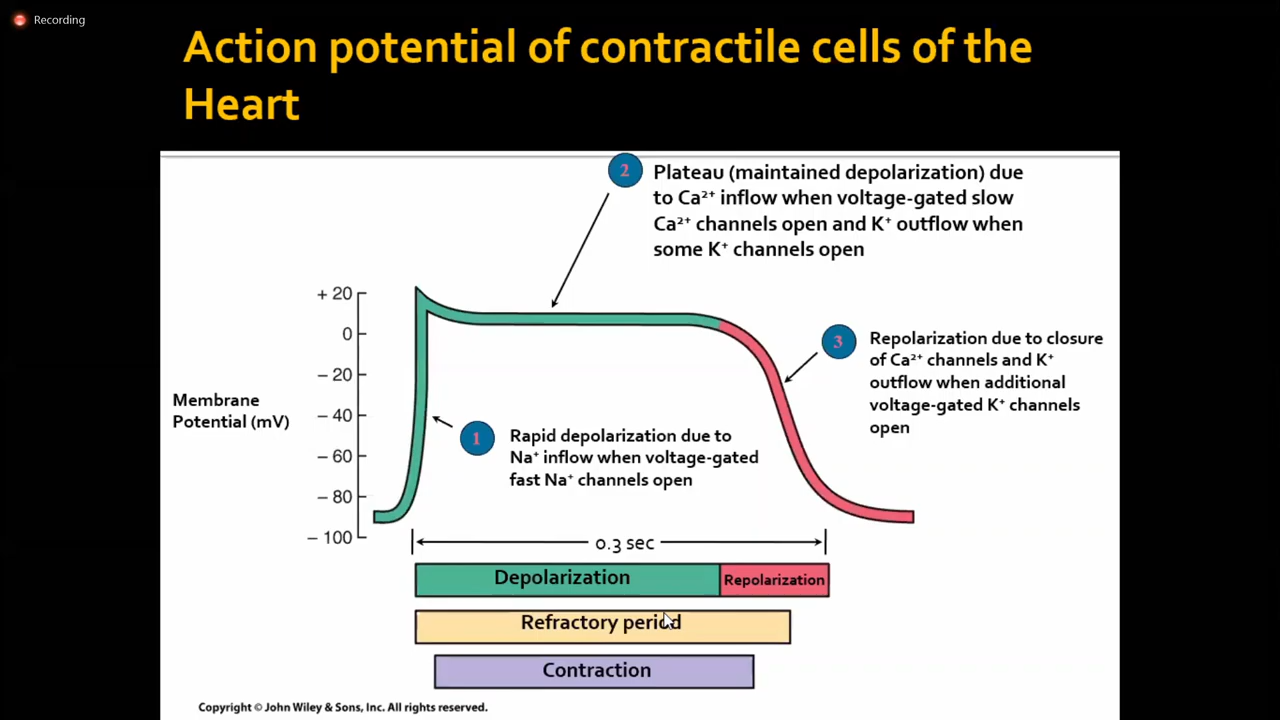 Recording
Action potential of contractile cells of the
Heart
2
Plateau (maintained depolarization) due
to Ca²⁺ inflow when voltage-gated slow
Ca²⁺ channels open and K⁺ outflow when
some K⁺ channels open
+ 20
0
– 20
– 40
– 60
– 80
– 100
Membrane
Potential (mV)
3
Repolarization due to closure
of Ca²⁺ channels and K⁺
outflow when additional
voltage-gated K⁺ channels
open
1
Rapid depolarization due to
Na⁺ inflow when voltage-gated
fast Na⁺ channels open
0.3 sec
Depolarization
Repolarization
Refractory period
Contraction
Copyright © John Wiley & Sons, Inc. All rights reserved.